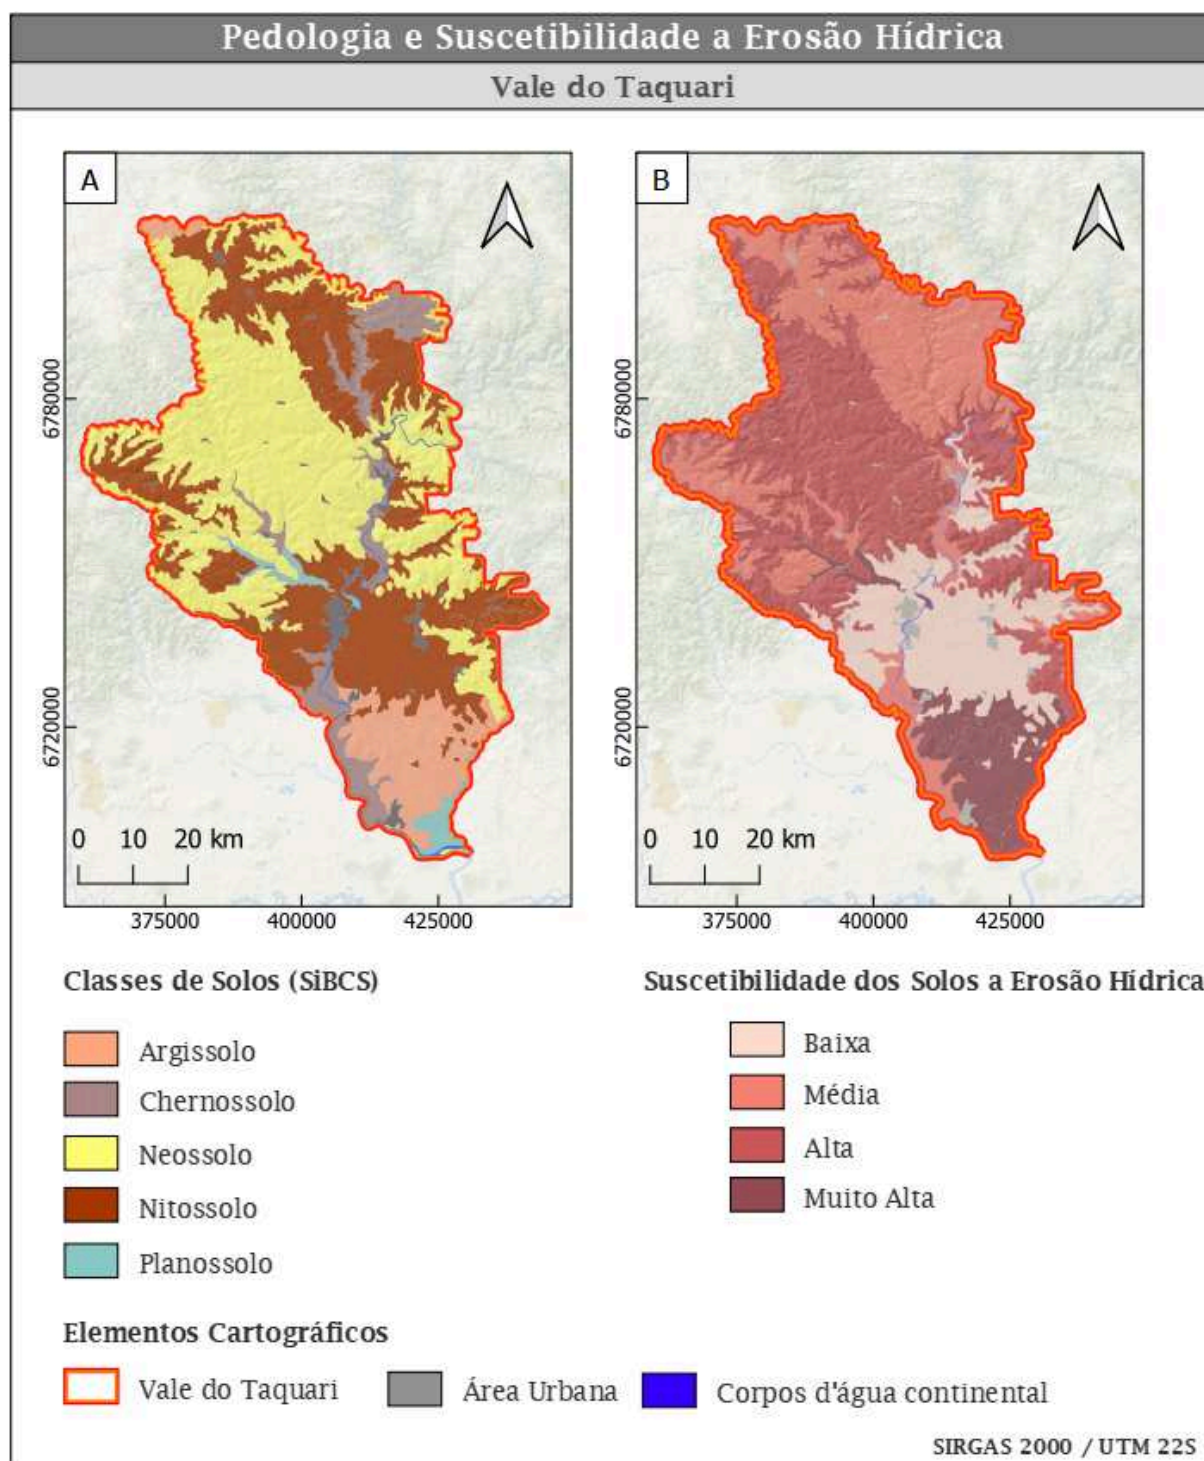 Pedologia e Suscetibilidade a Erosão Hídrica
Vale do Taquari
A
6780000
6720000
0 10 20 km
375000 400000 425000
B
6780000
6720000
0 10 20 km
375000 400000 425000
Classes de Solos (SiBCS)
Argissolo
Chernossolo
Neossolo
Nitossolo
Planossolo
Suscetibilidade dos Solos a Erosão Hídrica
Baixa
Média
Alta
Muito Alta
Elementos Cartográficos
Vale do Taquari Área Urbana Corpos d'água continental
SIRGAS 2000 / UTM 22S